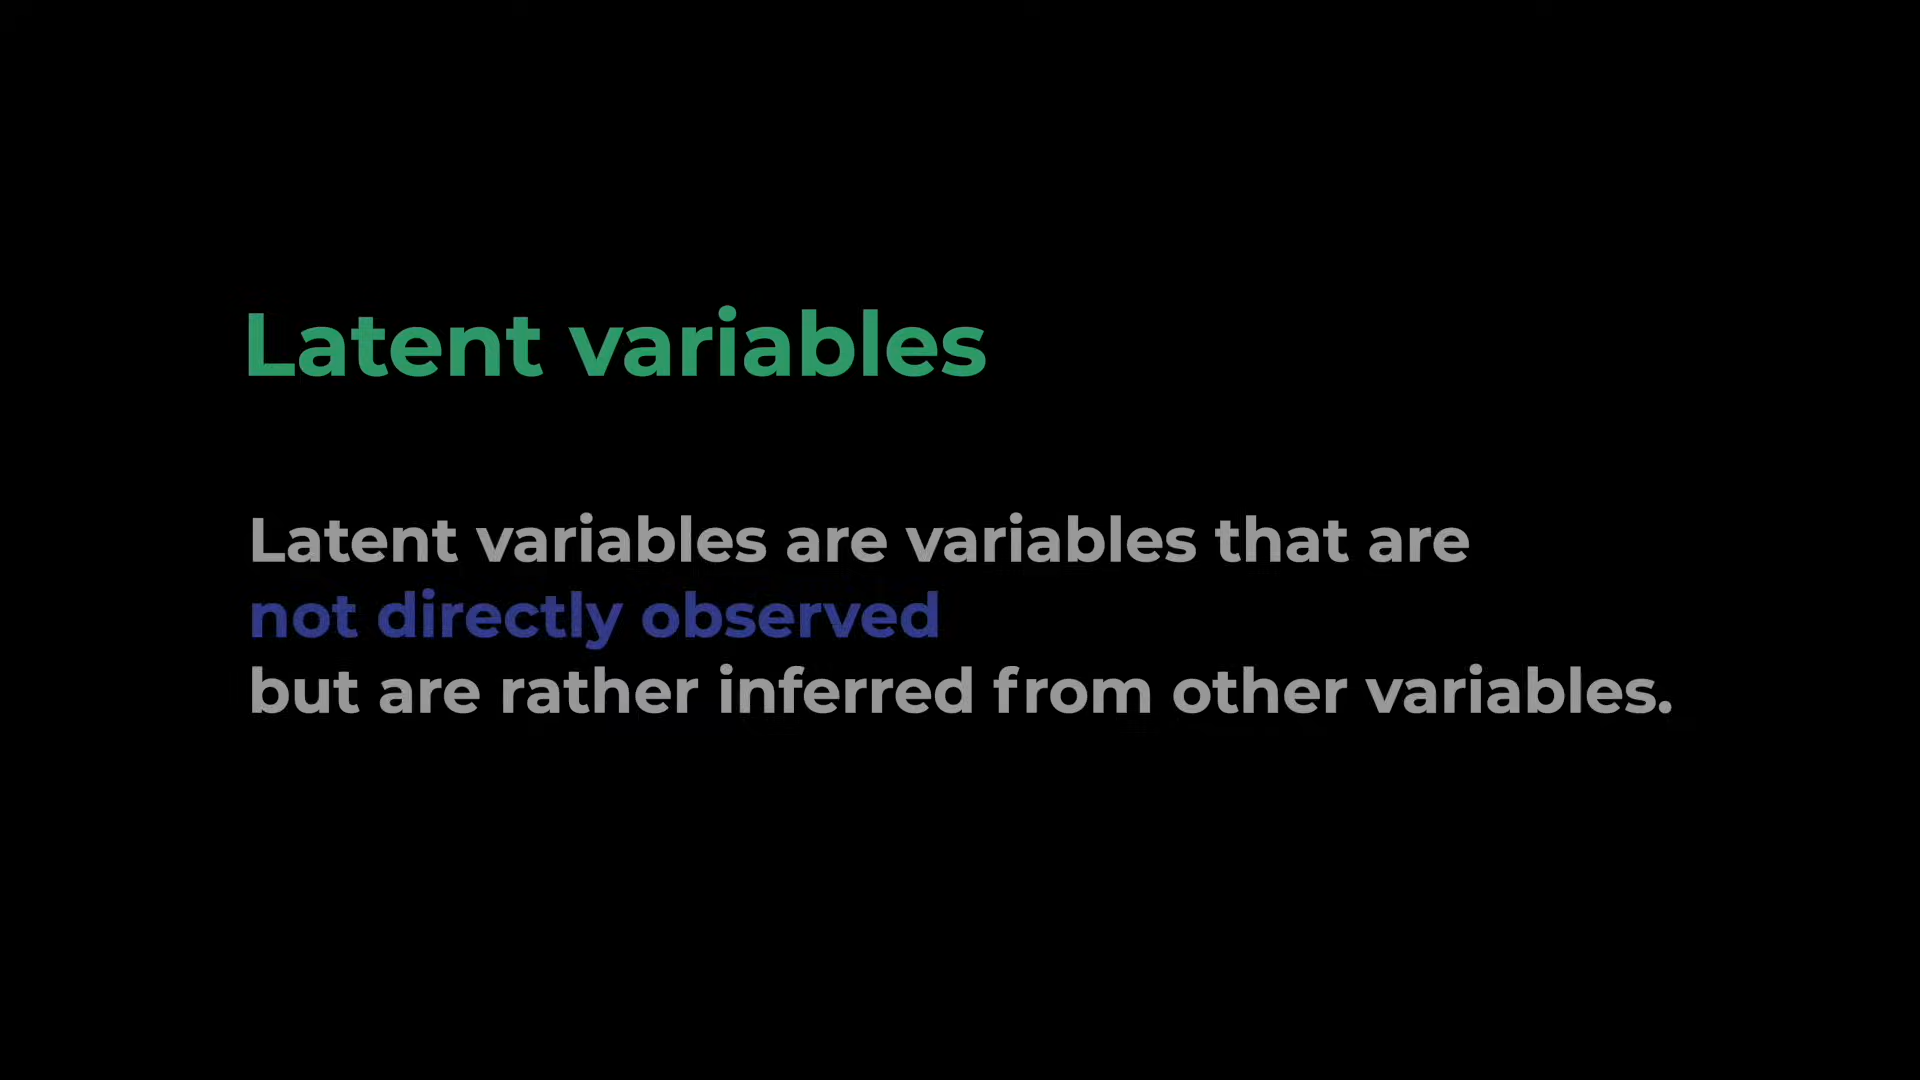 Latent variables
Latent variables are variables that are
not directly observed
but are rather inferred from other variables.